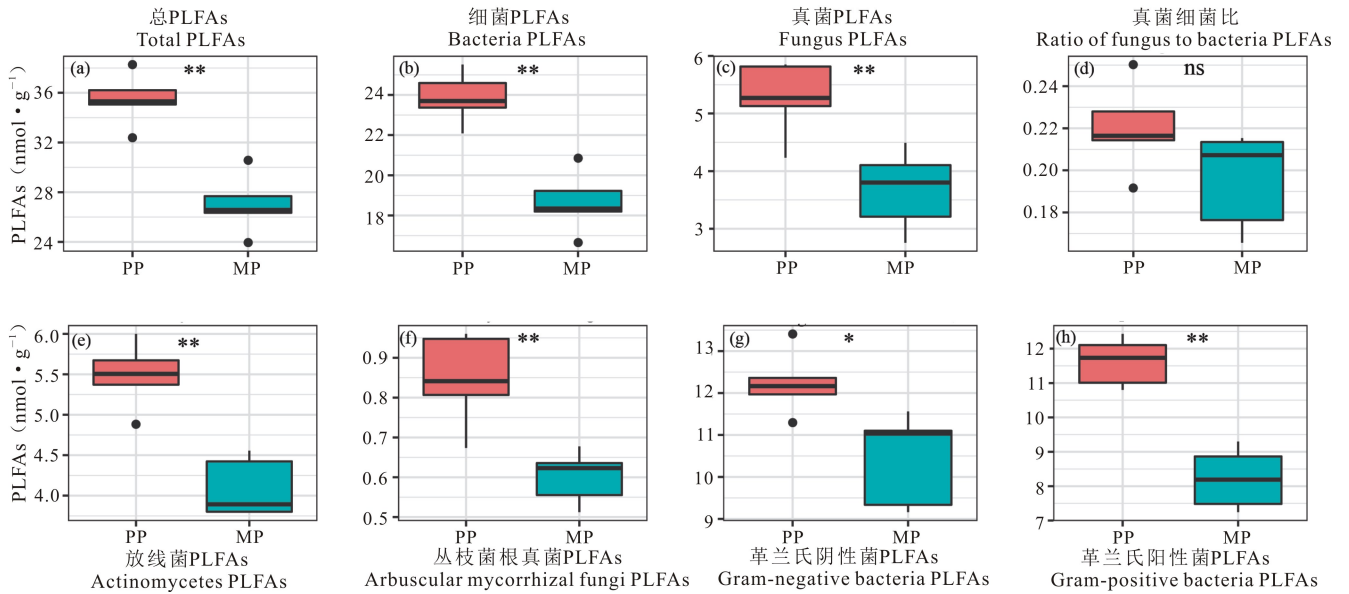 总PLFAs
Total PLFAs
细菌PLFAs
Bacteria PLFAs
真菌PLFAs
Fungus PLFAs
真菌细菌比
Ratio of fungus to bacteria PLFAs
PLFAs（nmol·g⁻¹）
(a)
**
36
32
28
24
PP
MP
(b)
**
24
22
20
18
PP
MP
(c)
**
6
5
4
3
PP
MP
(d)
ns
0.24
0.22
0.20
0.18
PP
MP
PLFAs（nmol·g⁻¹）
(e)
**
6.0
5.5
5.0
4.5
4.0
PP
MP
放线菌PLFAs
Actinomycetes PLFAs
(f)
**
0.9
0.8
0.7
0.6
0.5
PP
MP
丛枝菌根真菌PLFAs
Arbuscular mycorrhizal fungi PLFAs
(g)
*
13
12
11
10
9
PP
MP
革兰氏阴性菌PLFAs
Gram-negative bacteria PLFAs
(h)
**
12
11
10
9
8
7
PP
MP
革兰氏阳性菌PLFAs
Gram-positive bacteria PLFAs